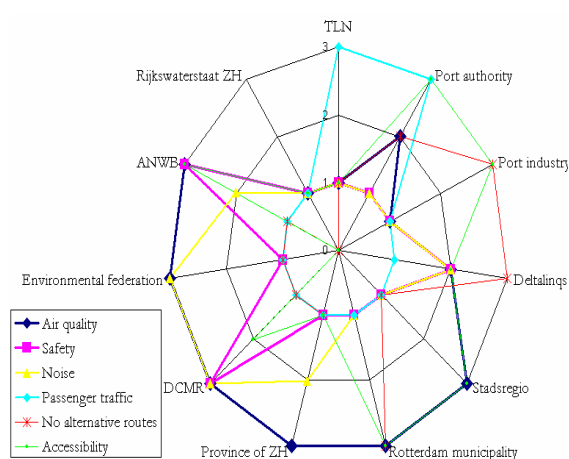 TLN
3
Rijkswaterstaat ZH
Port authority
2
ANWB
Port industry
1
0
Environmental federation
Deltalinqs
Air quality
Safety
Noise
Passenger traffic
No alternative routes
Accessibility
DCMR
Stadsregio
Province of ZH
Rotterdam municipality